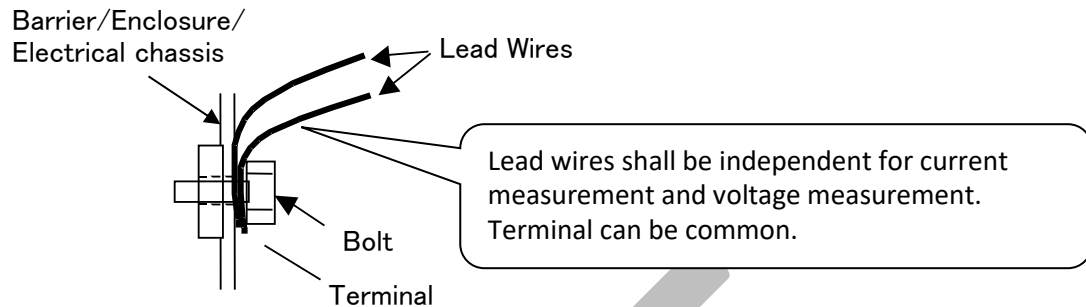 Barrier/Enclosure/
Electrical chassis
Lead Wires
Lead wires shall be independent for current
measurement and voltage measurement.
Terminal can be common.
Bolt
Terminal